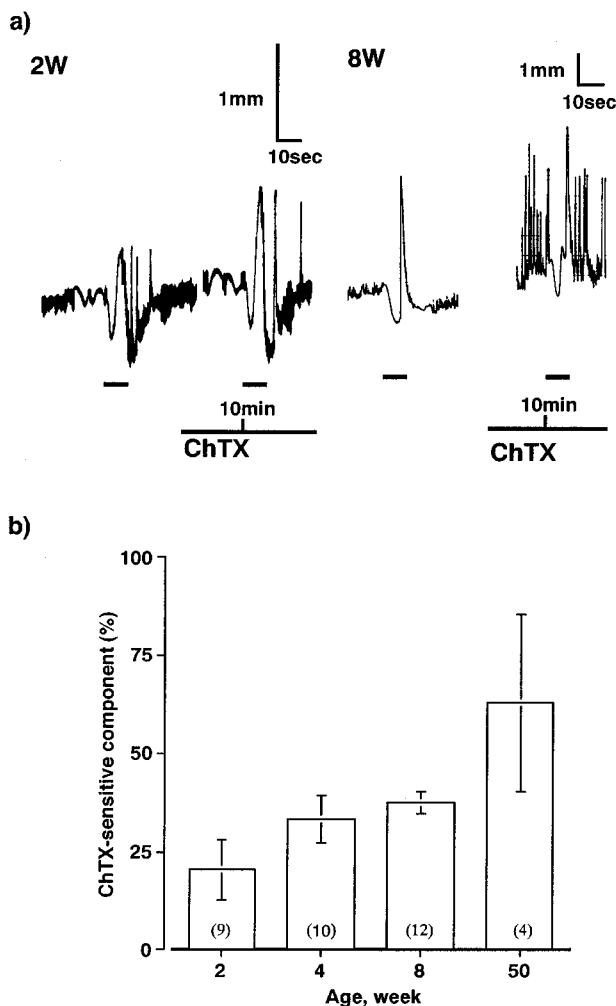 a)
2W
1mm
10sec
8W
1mm
10sec
10min
ChTX
10min
ChTX
b)
ChTX-sensitive component (%)
100
75
50
25
0
(9)
(10)
(12)
(4)
2
4
8
50
Age, week